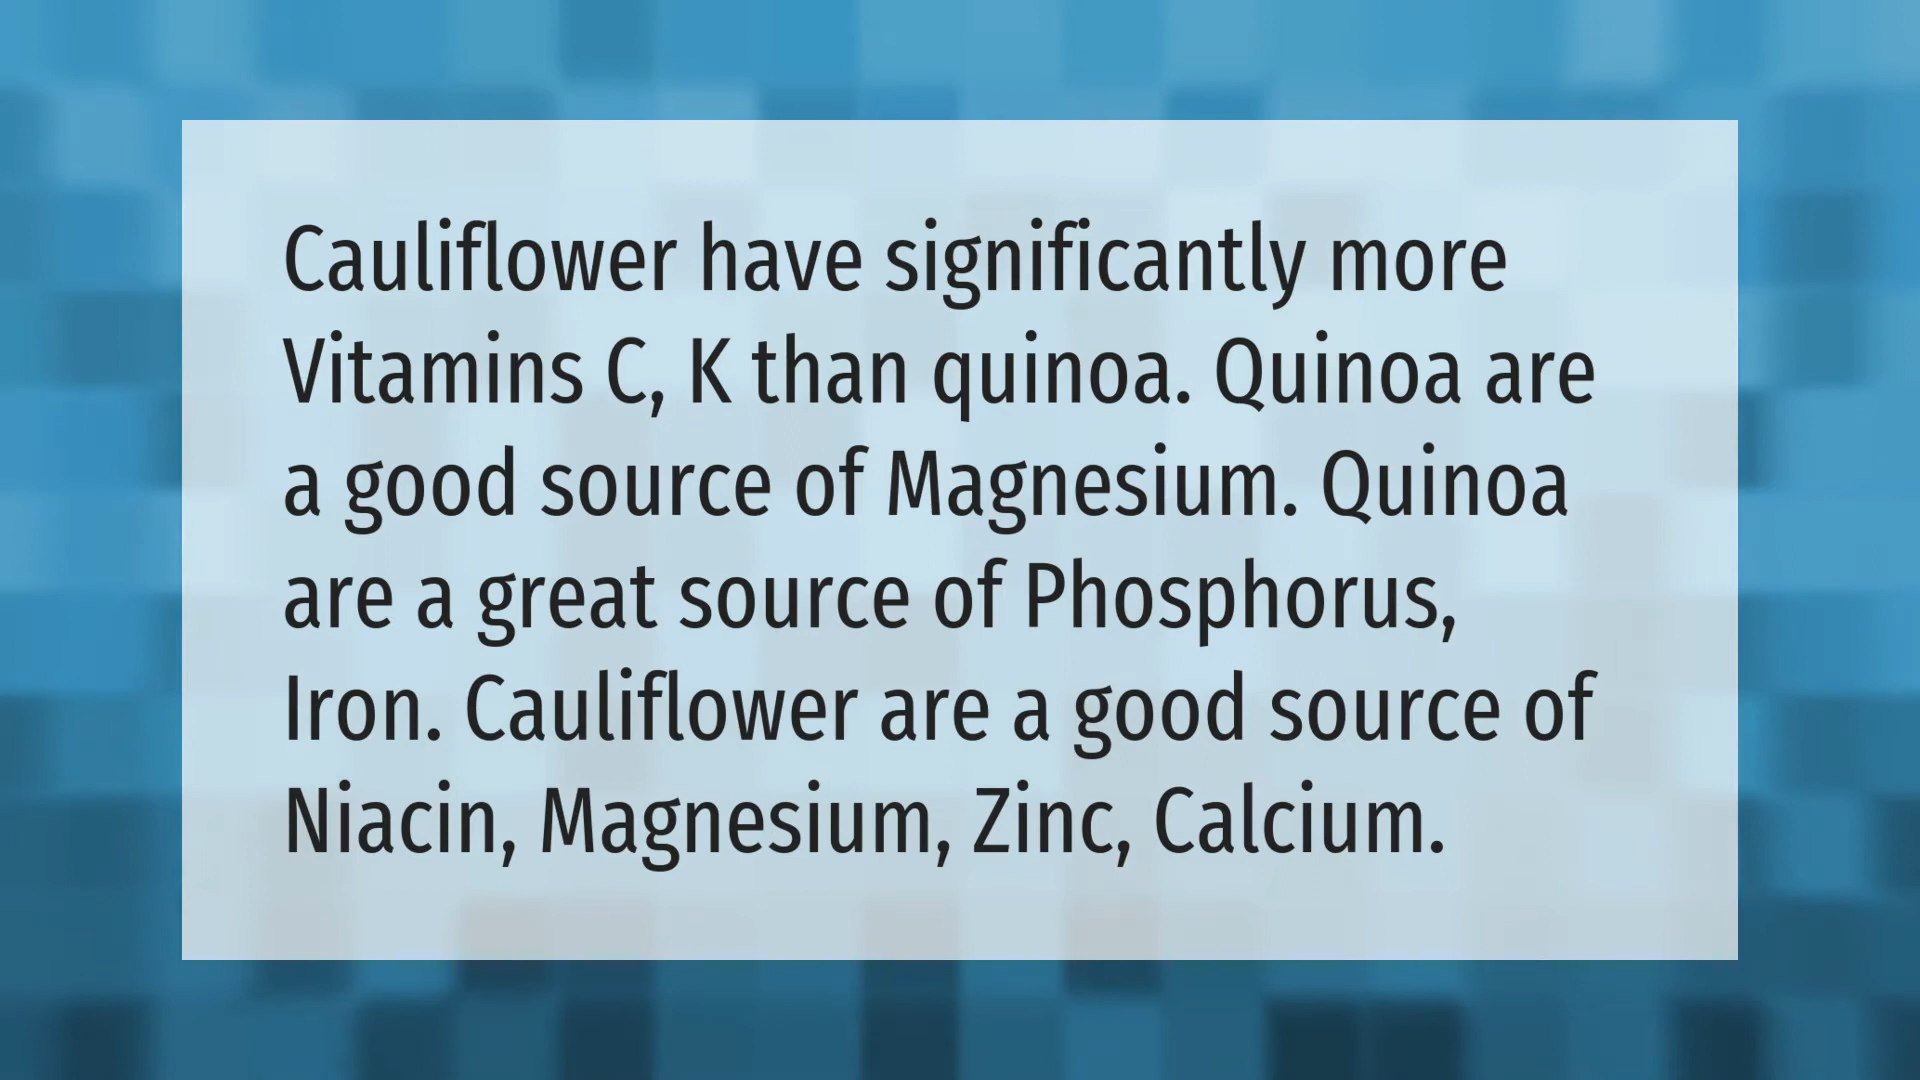 Cauliflower have significantly more
Vitamins C, K than quinoa. Quinoa are
a good source of Magnesium. Quinoa
are a great source of Phosphorus,
Iron. Cauliflower are a good source of
Niacin, Magnesium, Zinc, Calcium.